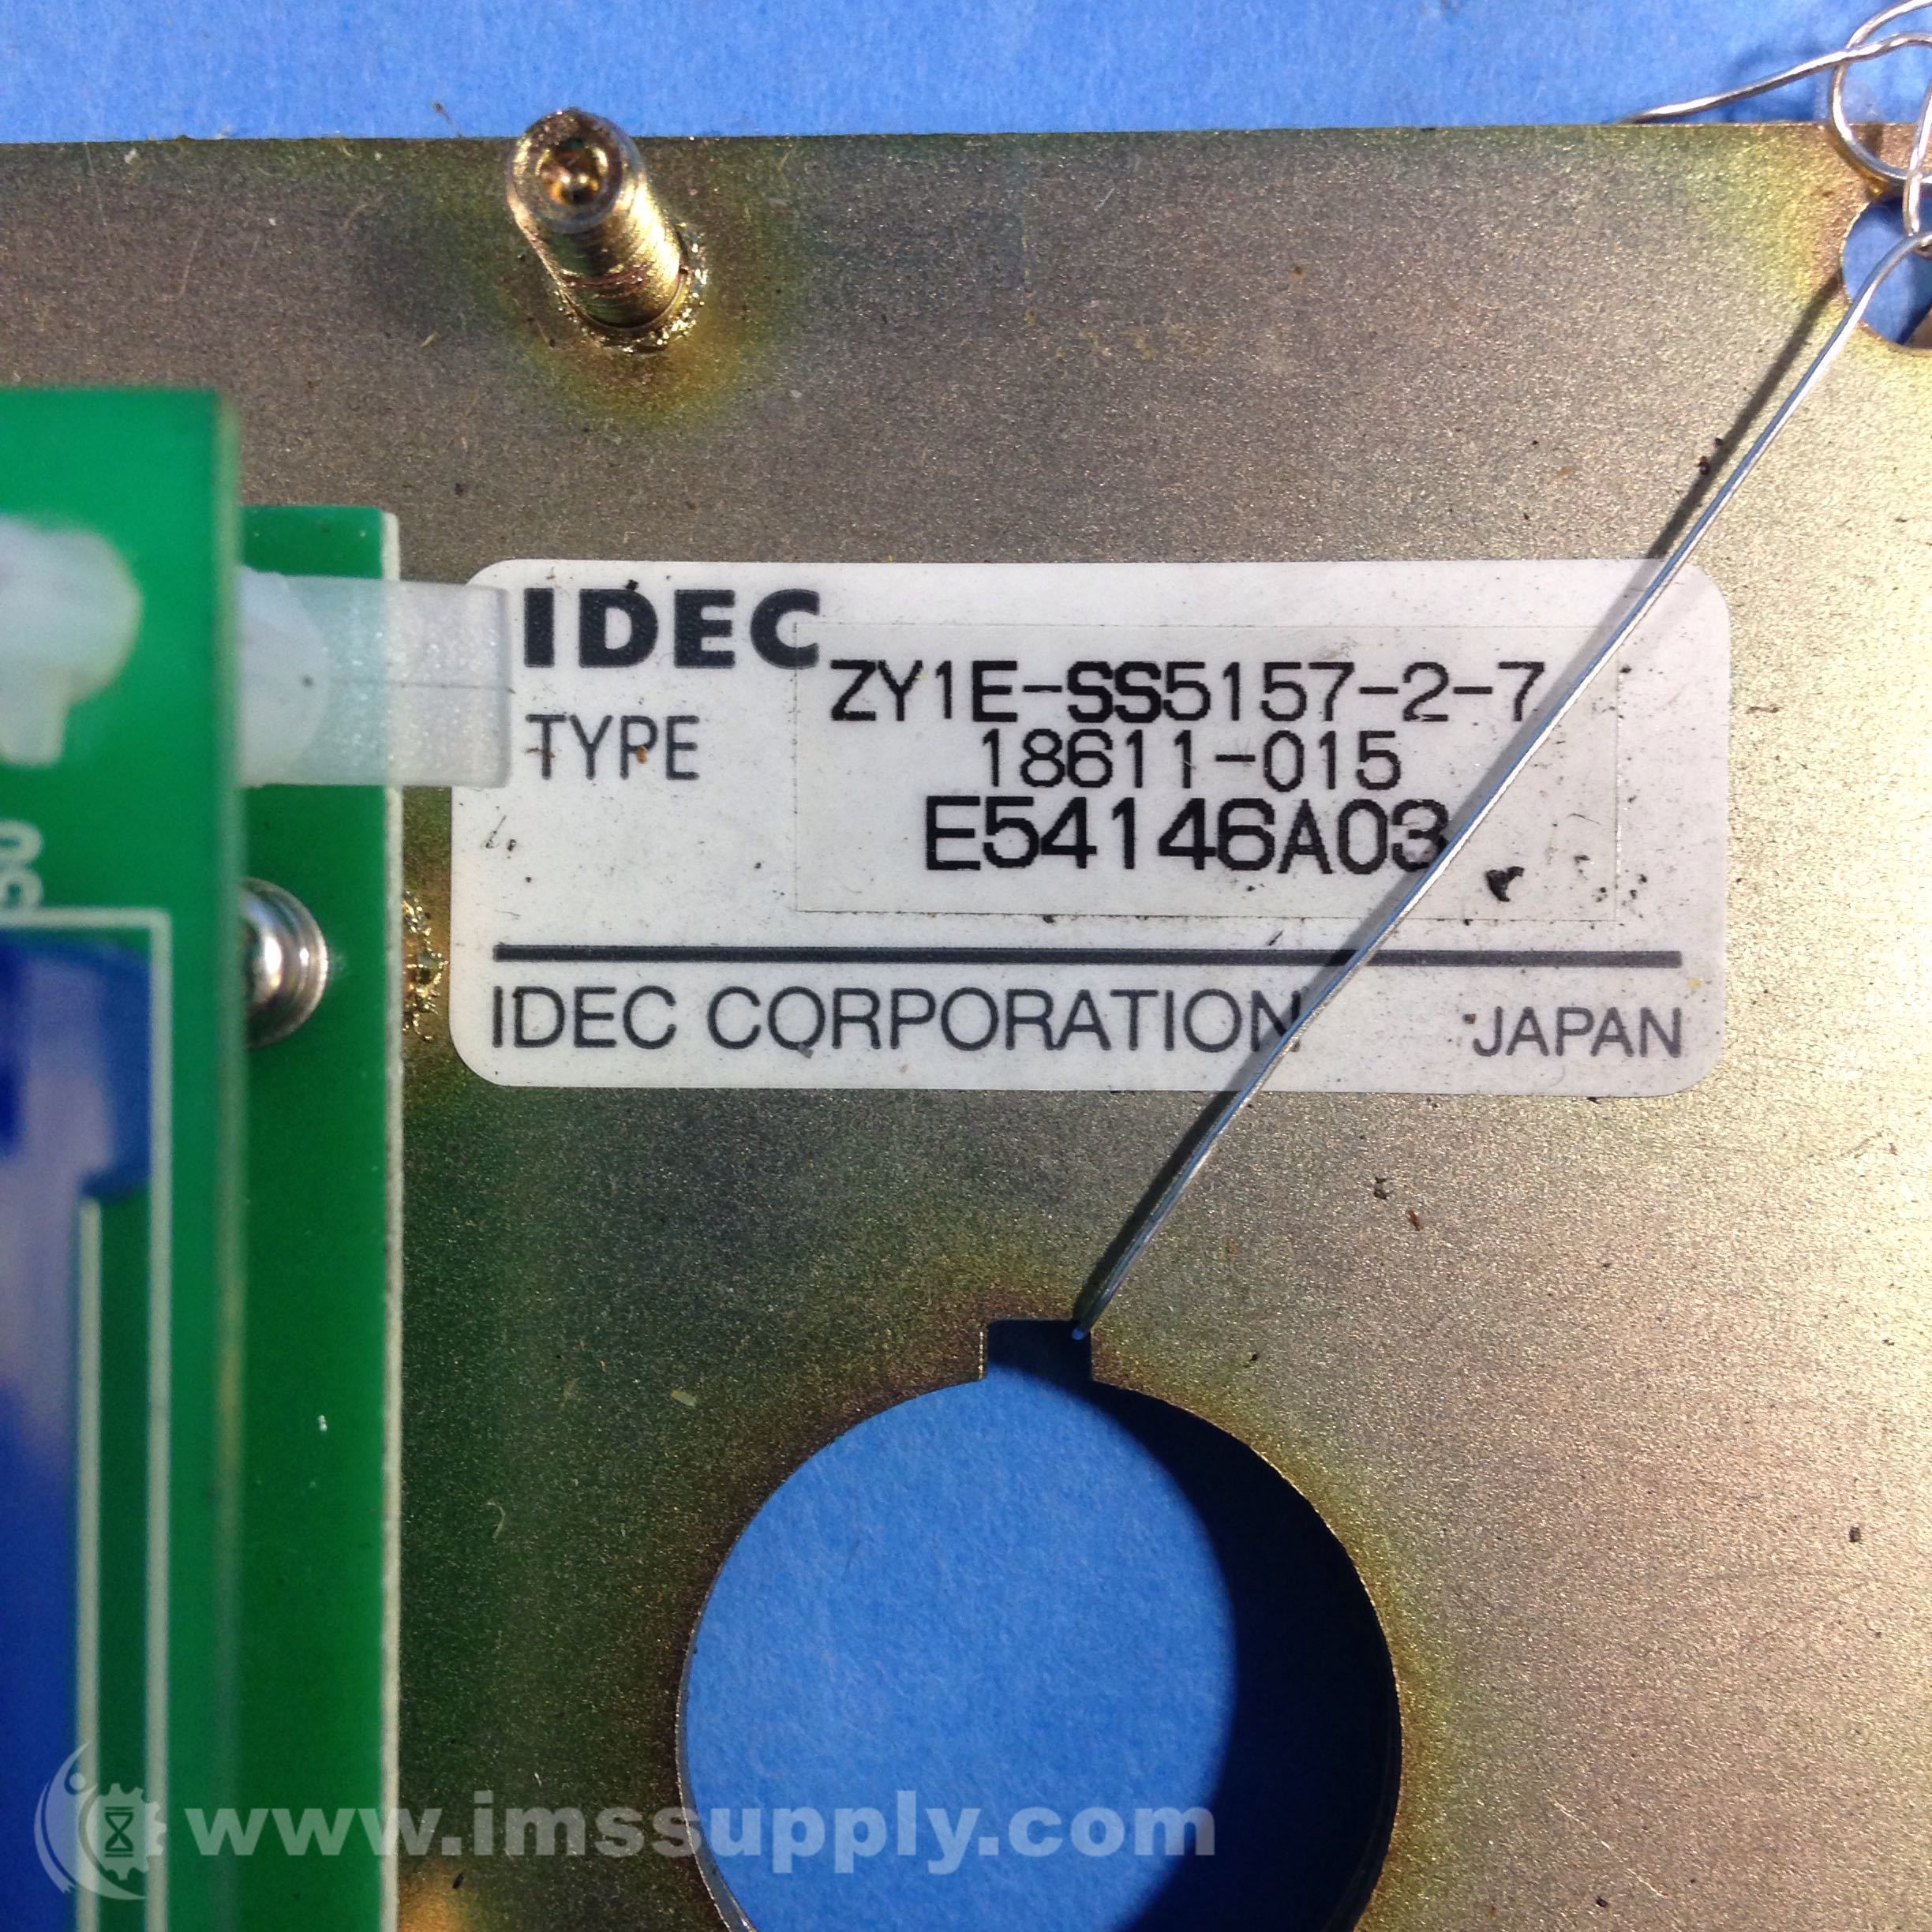 IDEC
TYPE
ZY1E-SS5157-2-7
18611-015
E54146A03
IDEC CORPORATION JAPAN
www.imssupply.com